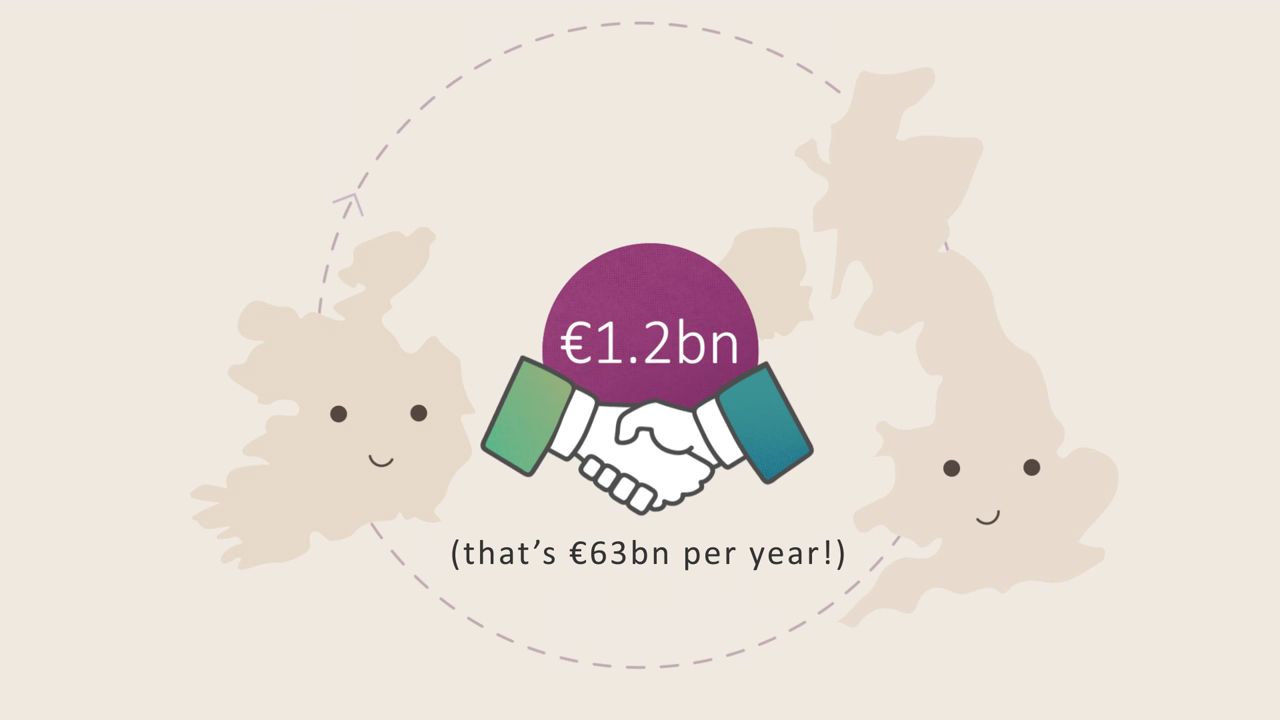 €1.2bn
(that’s €63bn per year!)